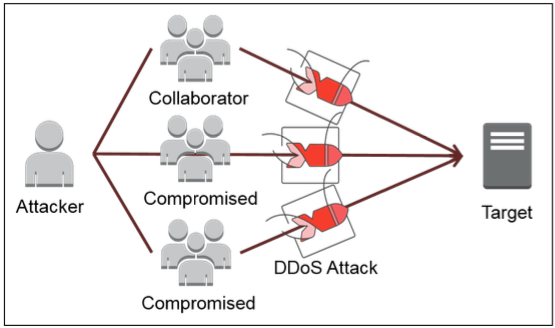 Collaborator
Attacker
Compromised
Target
DDoS Attack
Compromised